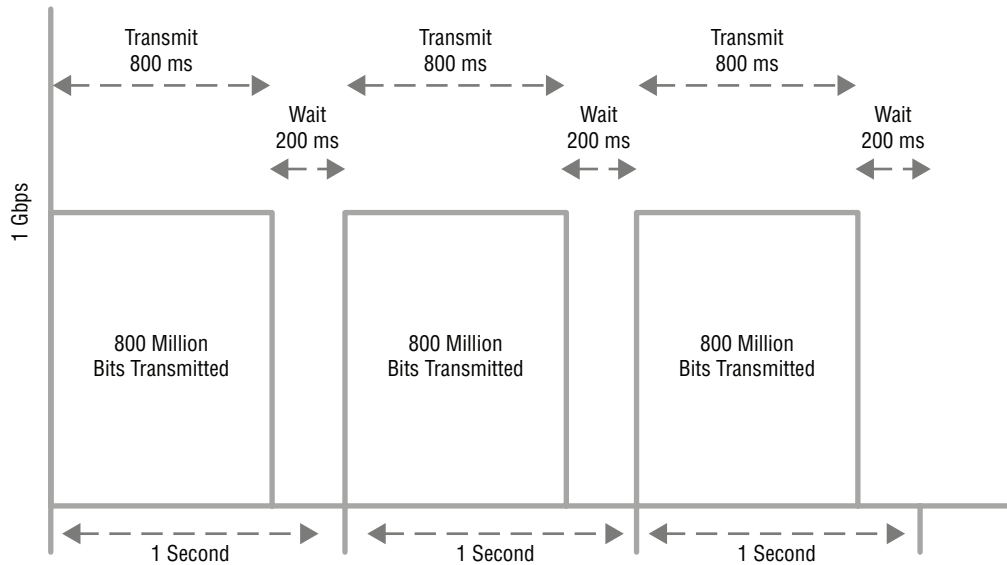 Transmit
800 ms
Transmit
800 ms
Transmit
800 ms
Wait
200 ms
Wait
200 ms
Wait
200 ms
1 Gbps
800 Million
Bits Transmitted
800 Million
Bits Transmitted
800 Million
Bits Transmitted
1 Second
1 Second
1 Second